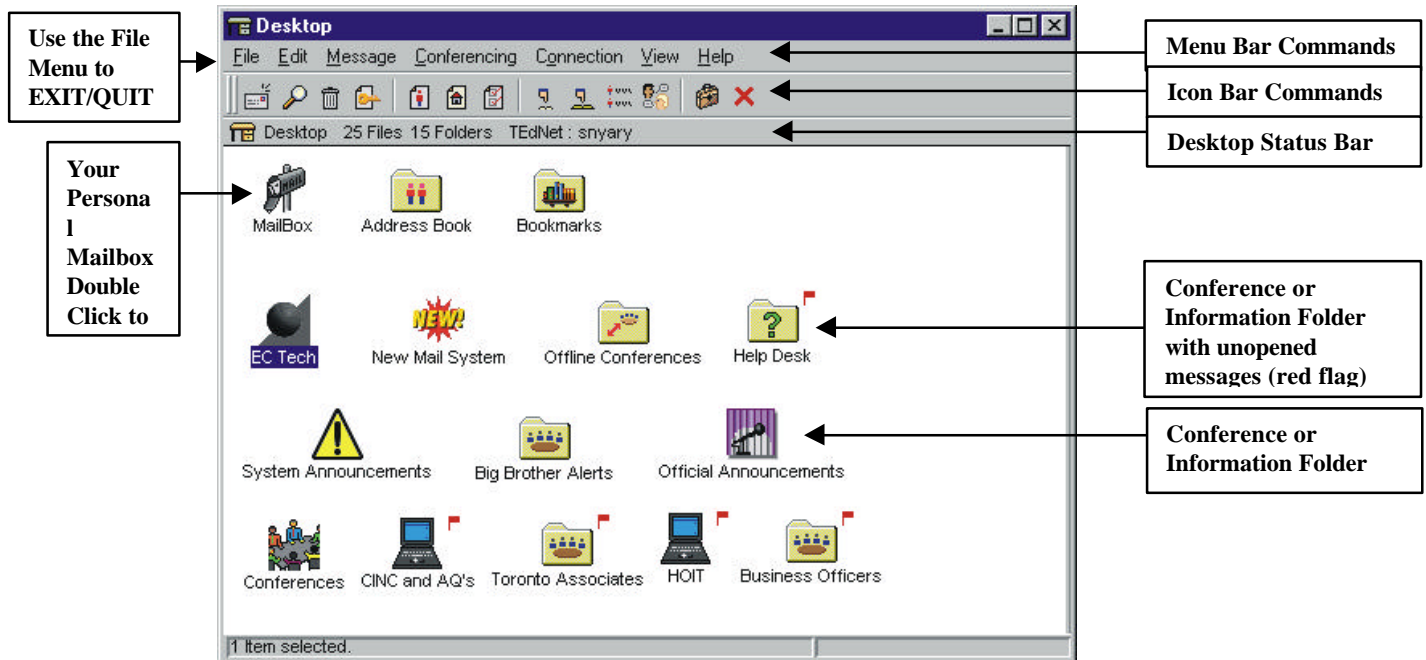 Use the File
Menu to
EXIT/QUIT
Your
Persona
l
Mailbox
Double
Click to
Desktop
File Edit Message Conferencing Connection View Help
Desktop 25 Files 15 Folders TEdNet : snyary
MAIL
MailBox
Address Book
Bookmarks
EC Tech
NEW!
New Mail System
Offline Conferences
?
Help Desk
System Announcements
Big Brother Alerts
Official Announcements
Conferences
CINC and AQ's
Toronto Associates
HOIT
Business Officers
1 Item selected.
Menu Bar Commands
Icon Bar Commands
Desktop Status Bar
Conference or
Information Folder
with unopened
messages (red flag)
Conference or
Information Folder